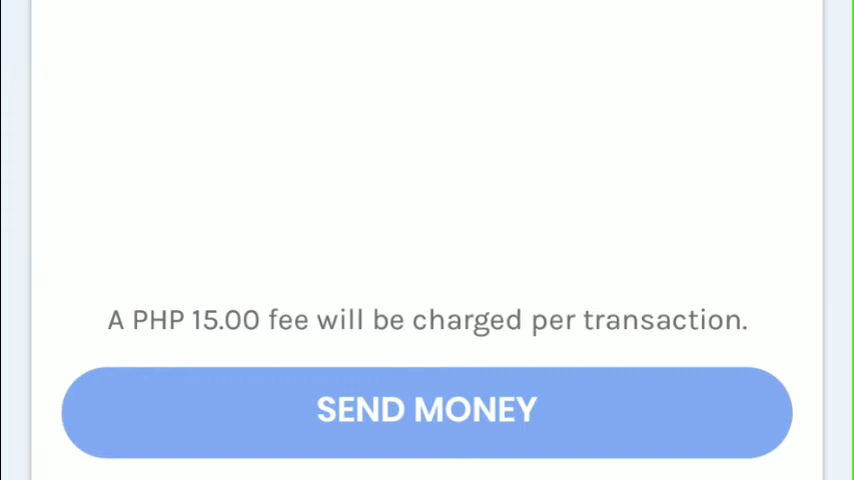 A PHP 15.00 fee will be charged per transaction.
SEND MONEY